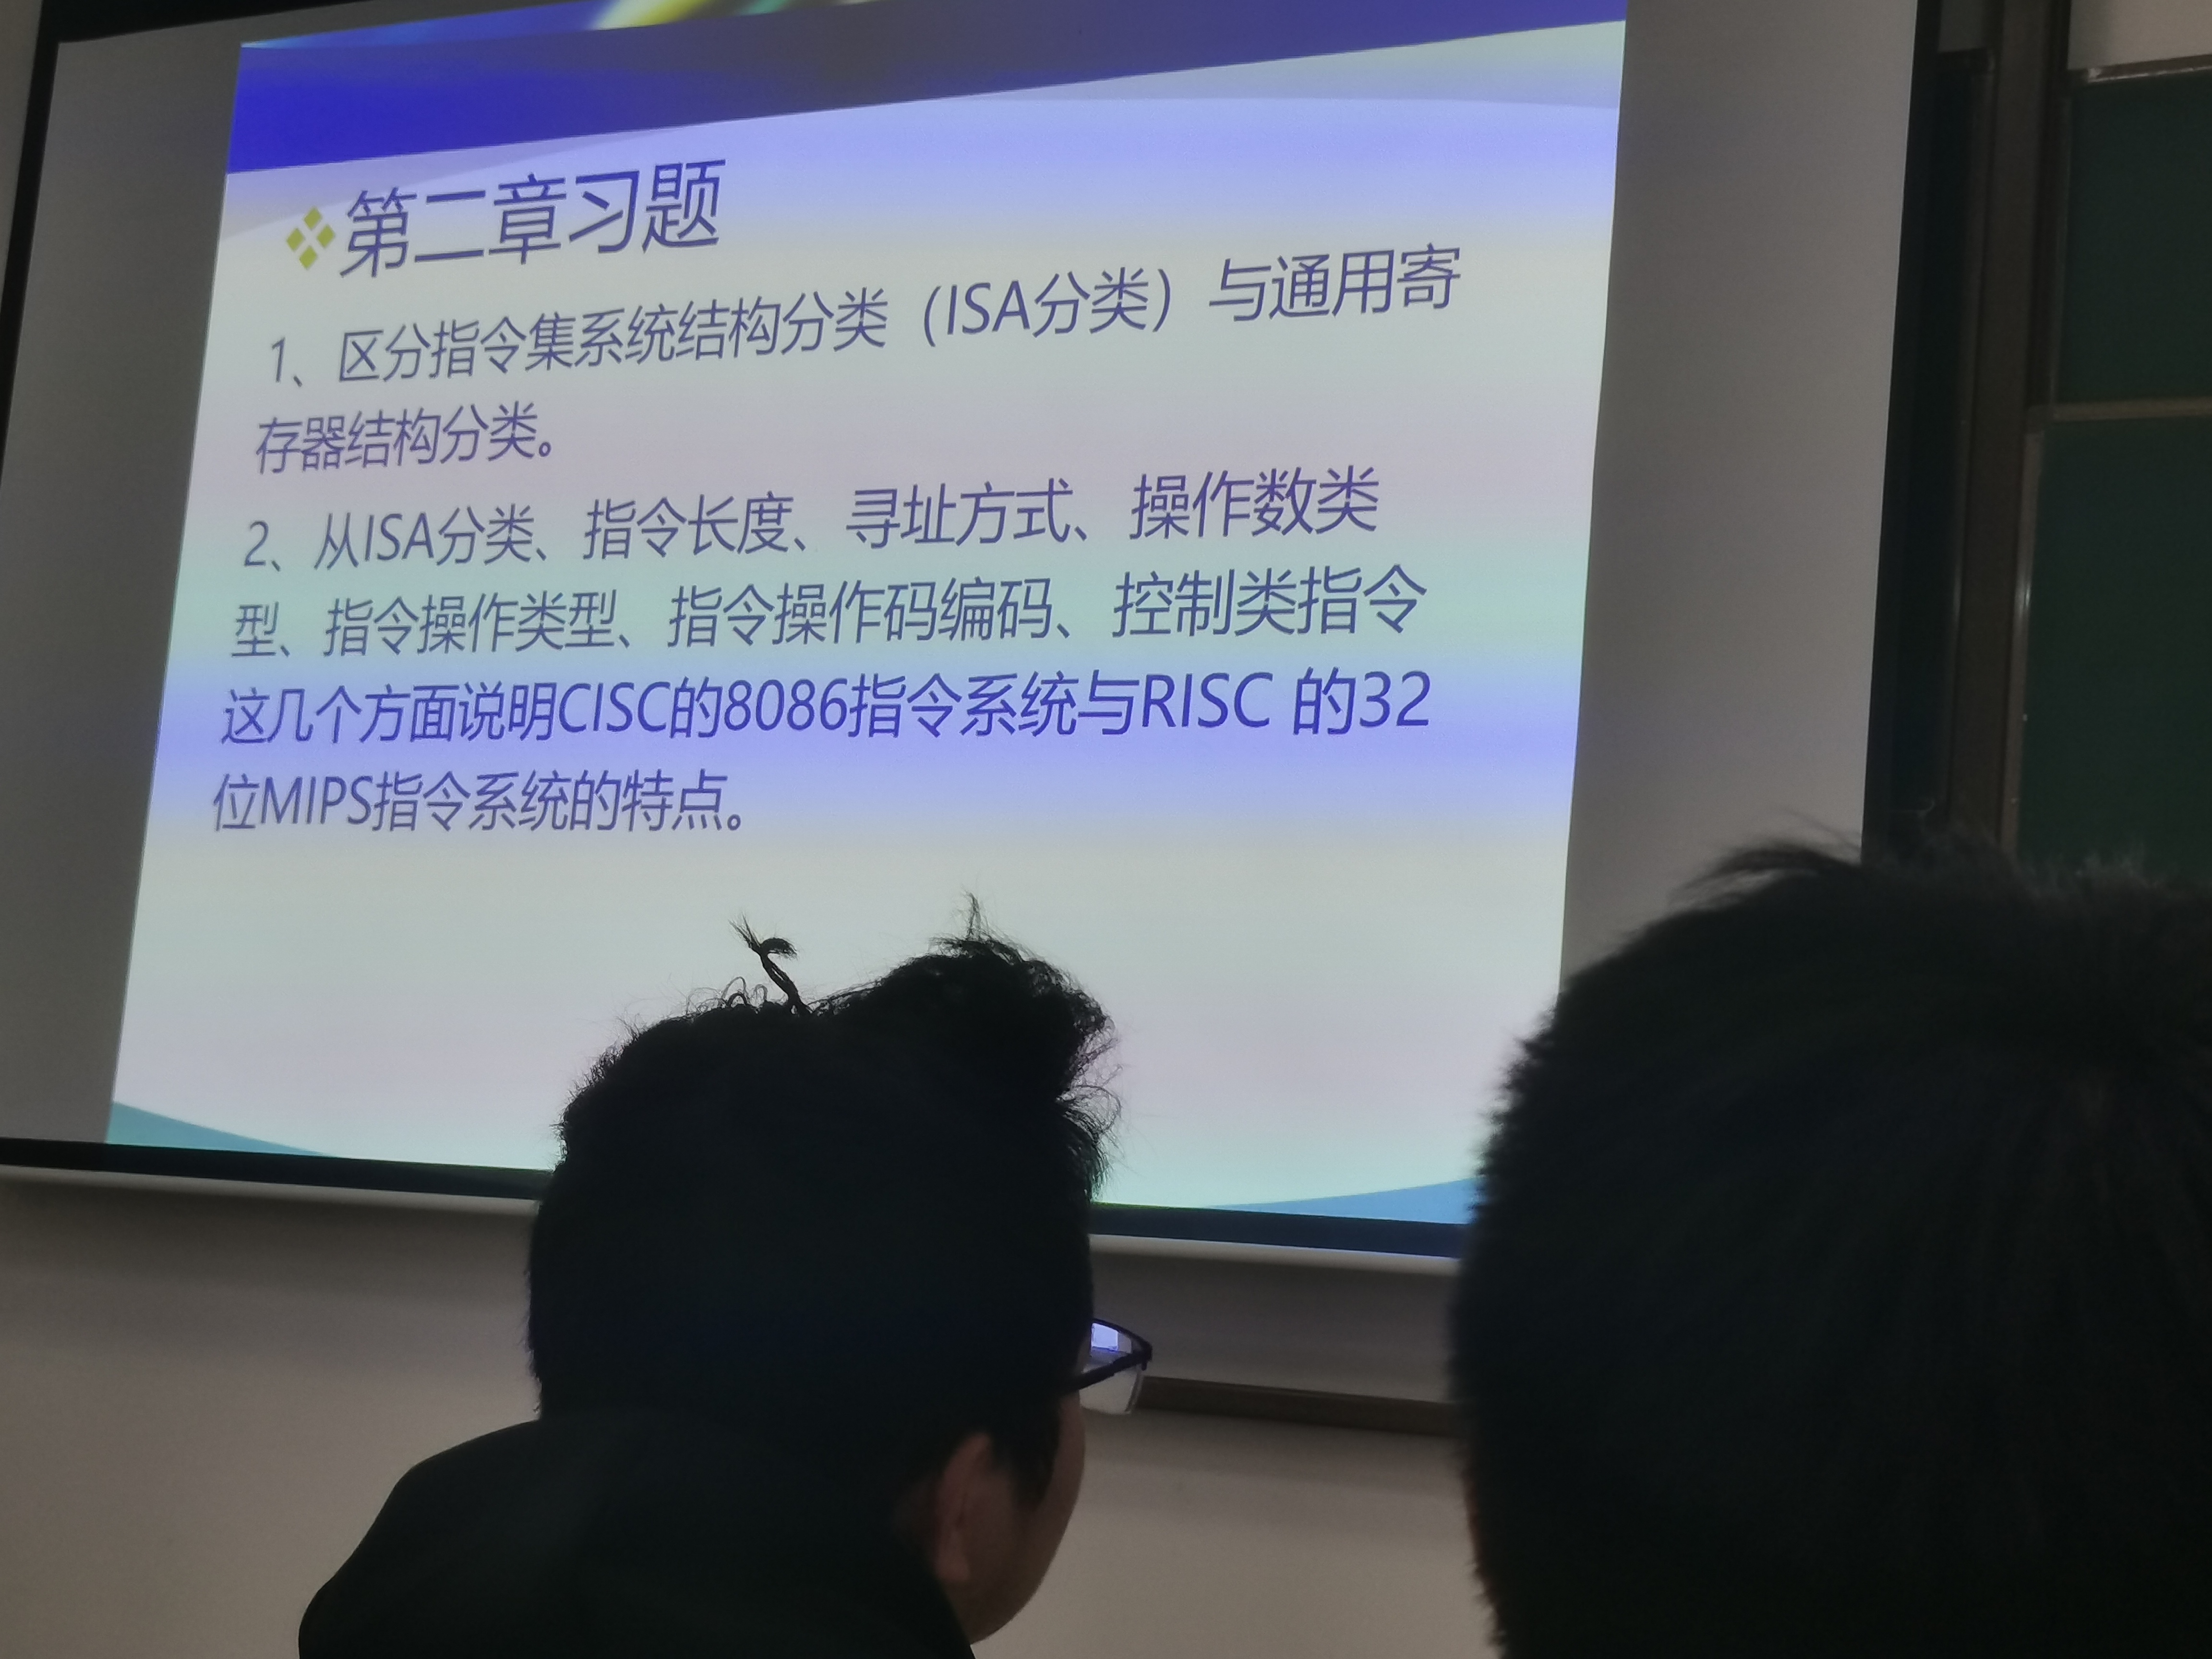 第二章习题
1、区分指令集系统结构分类（ISA分类）与通用寄
存器结构分类。
2、从ISA分类、指令长度、寻址方式、操作数类
型、指令操作类型、指令操作码编码、控制类指令
这几个方面说明CISC的8086指令系统与RISC 的32
位MIPS指令系统的特点。